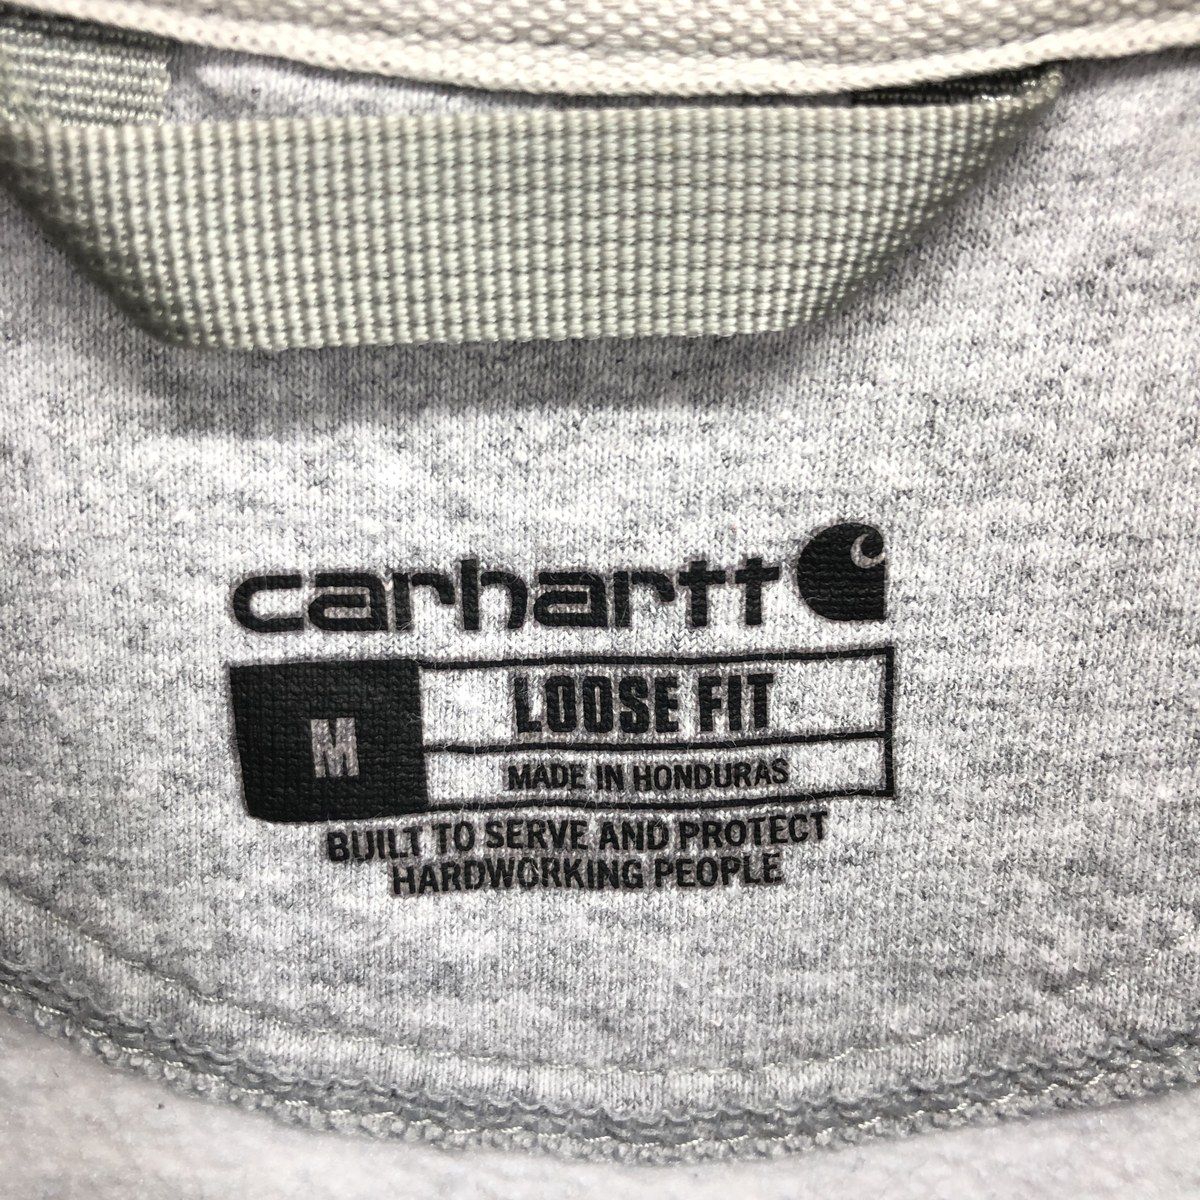 carhartt
M
LOOSE FIT
MADE IN HONDURAS
BUILT TO SERVE AND PROTECT
HARDWORKING PEOPLE